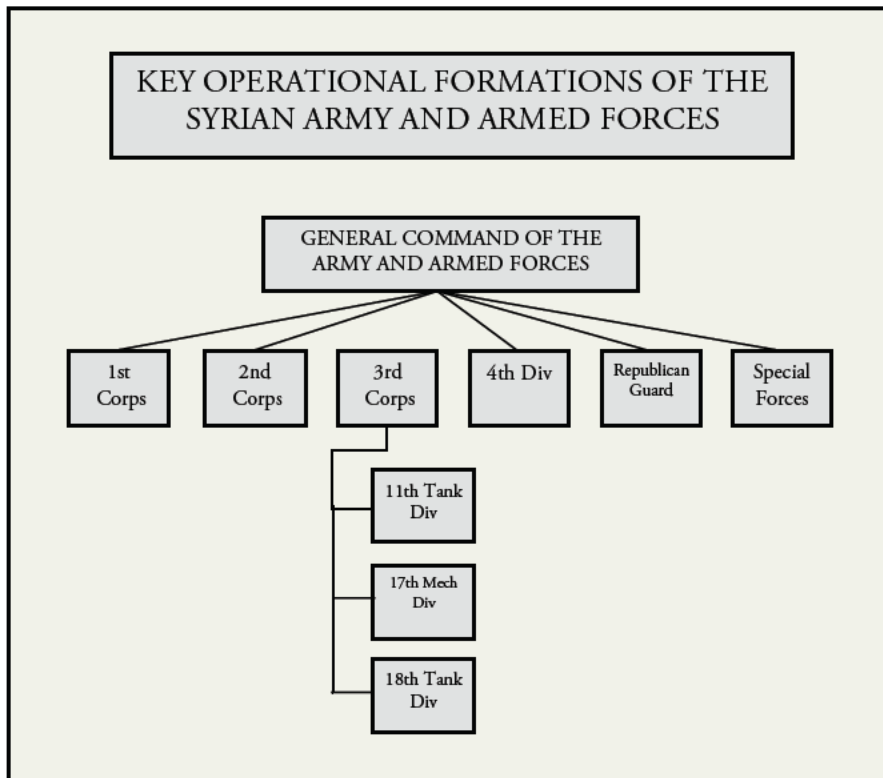 KEY OPERATIONAL FORMATIONS OF THE
SYRIAN ARMY AND ARMED FORCES
GENERAL COMMAND OF THE
ARMY AND ARMED FORCES
1st
Corps
2nd
Corps
3rd
Corps
4th Div
Republican
Guard
Special
Forces
11th Tank
Div
17th Mech
Div
18th Tank
Div